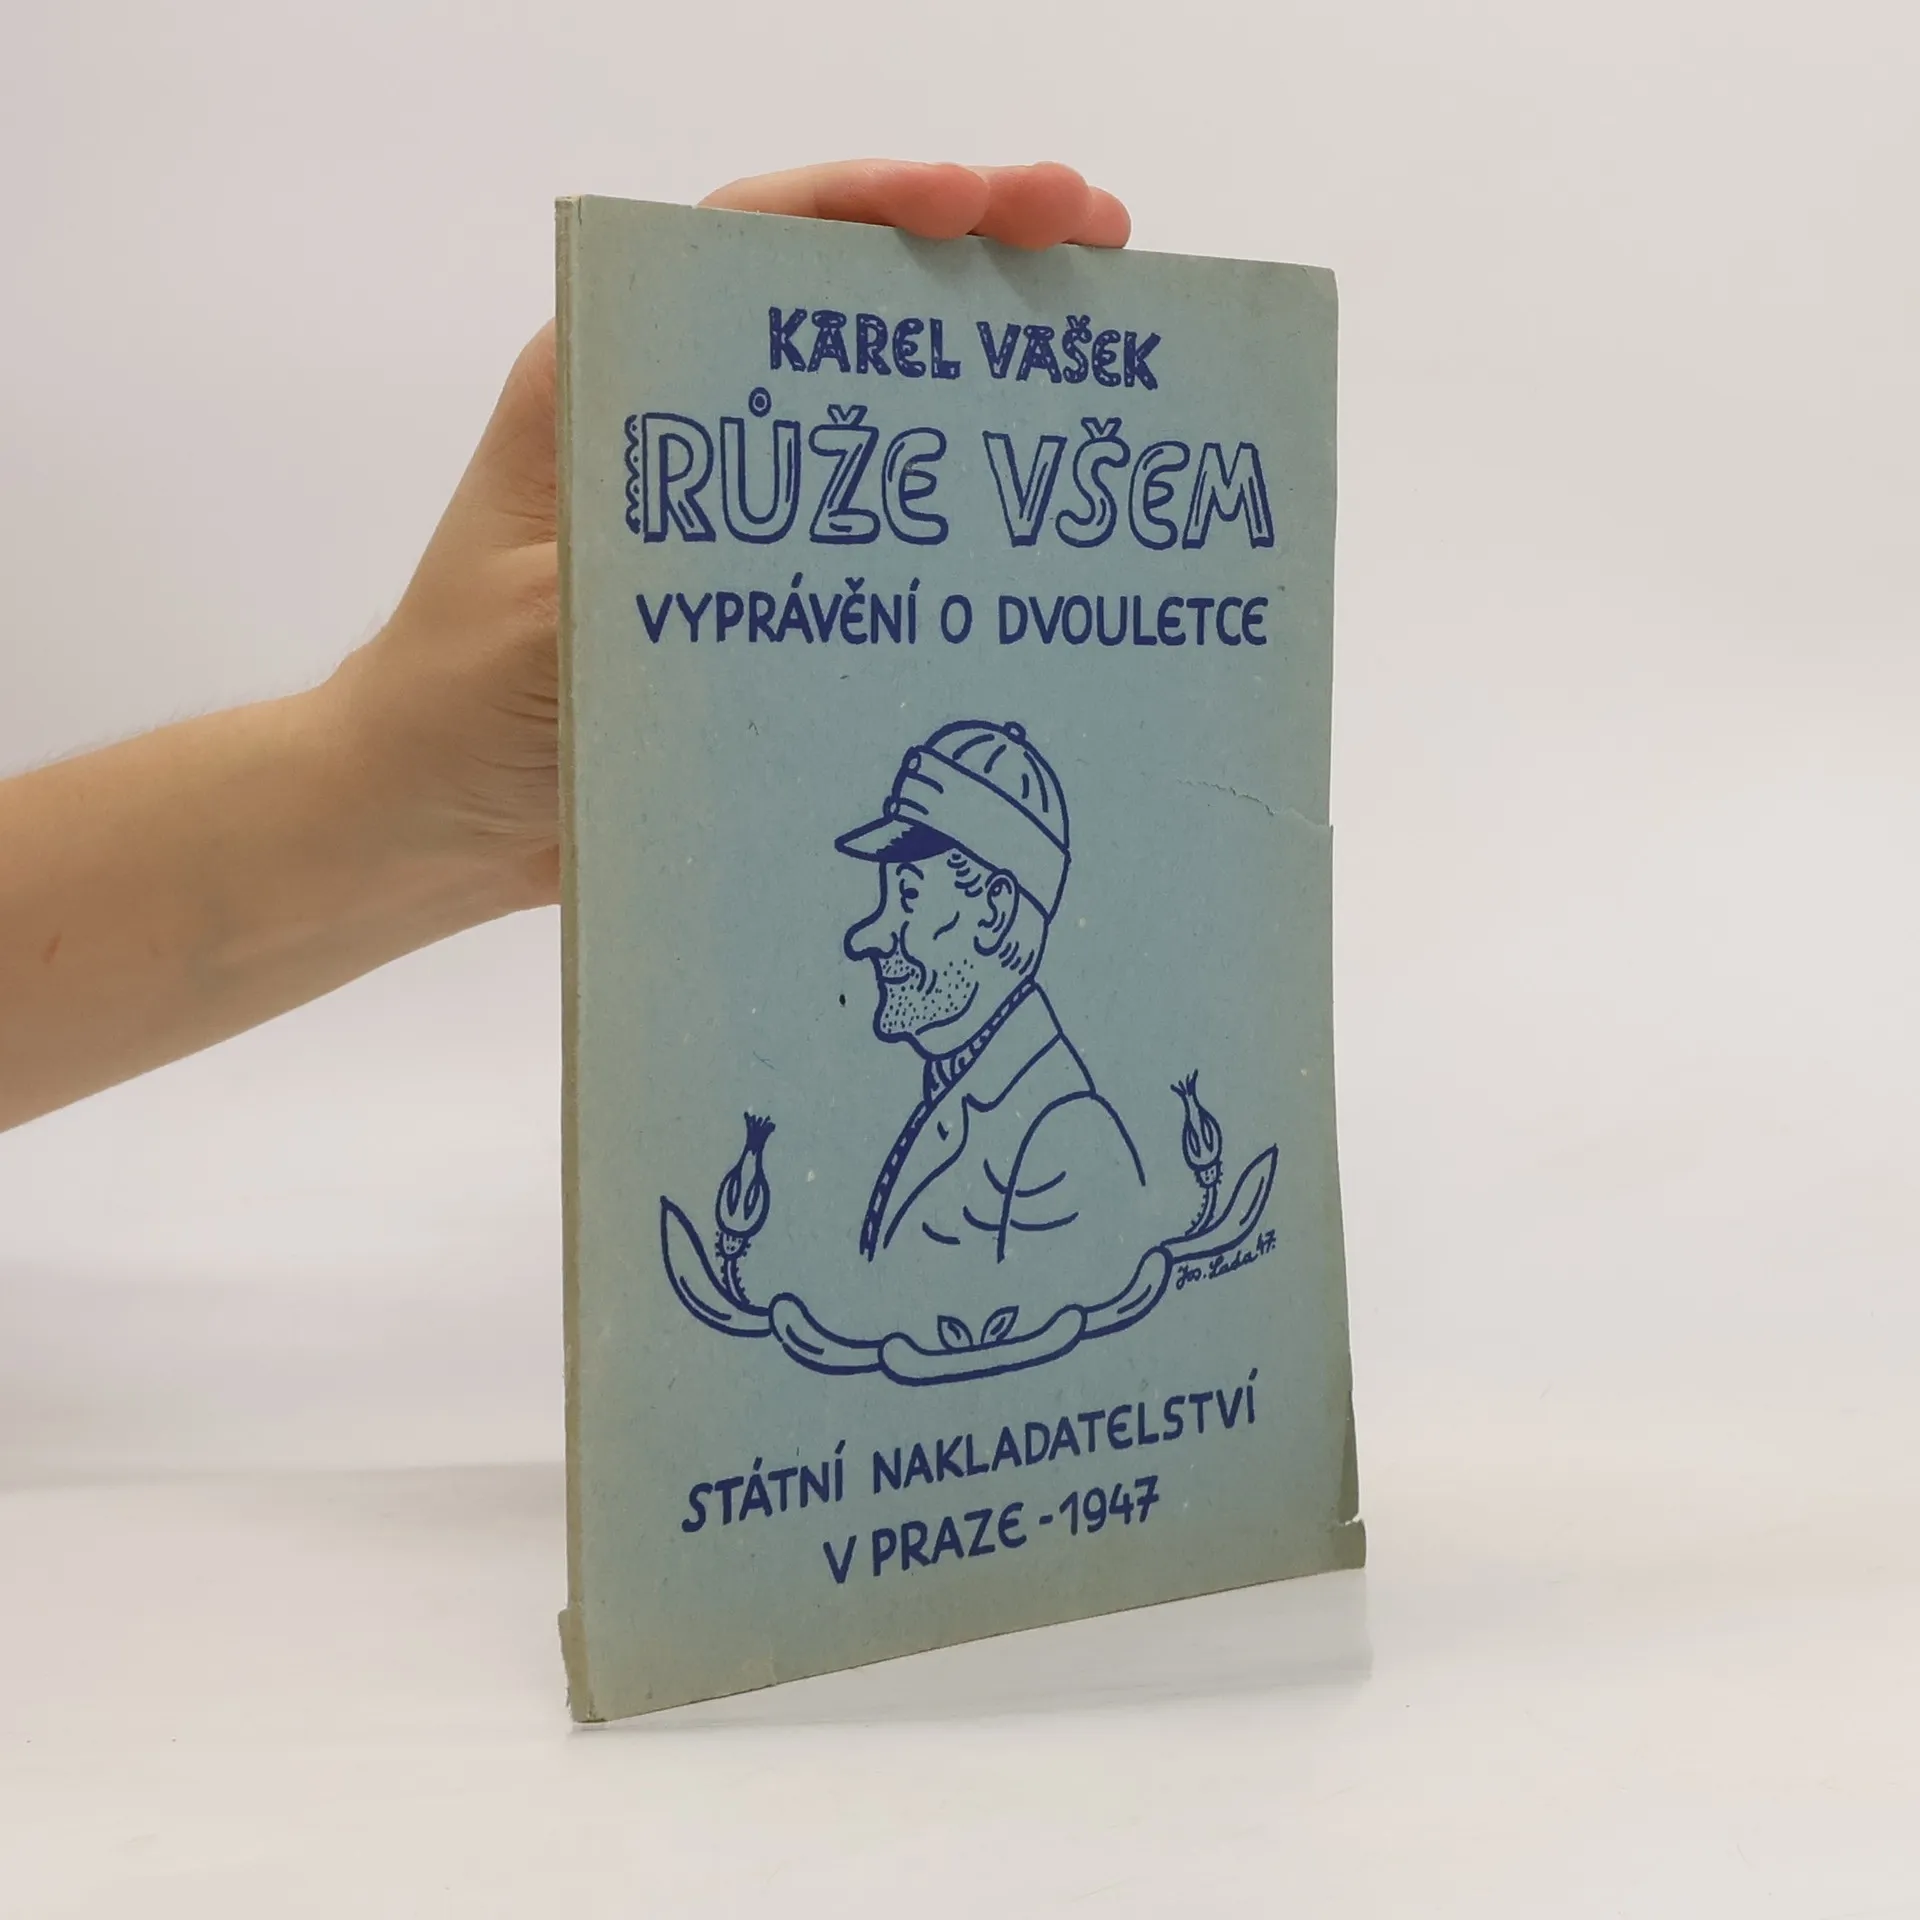 KAREL VAŠEK
RŮŽE VŠEM
VYPRÁVĚNÍ O DVOULETCE
Jos. Lada 47.
STÁTNÍ NAKLADATELSTVÍ
V PRAZE - 1947